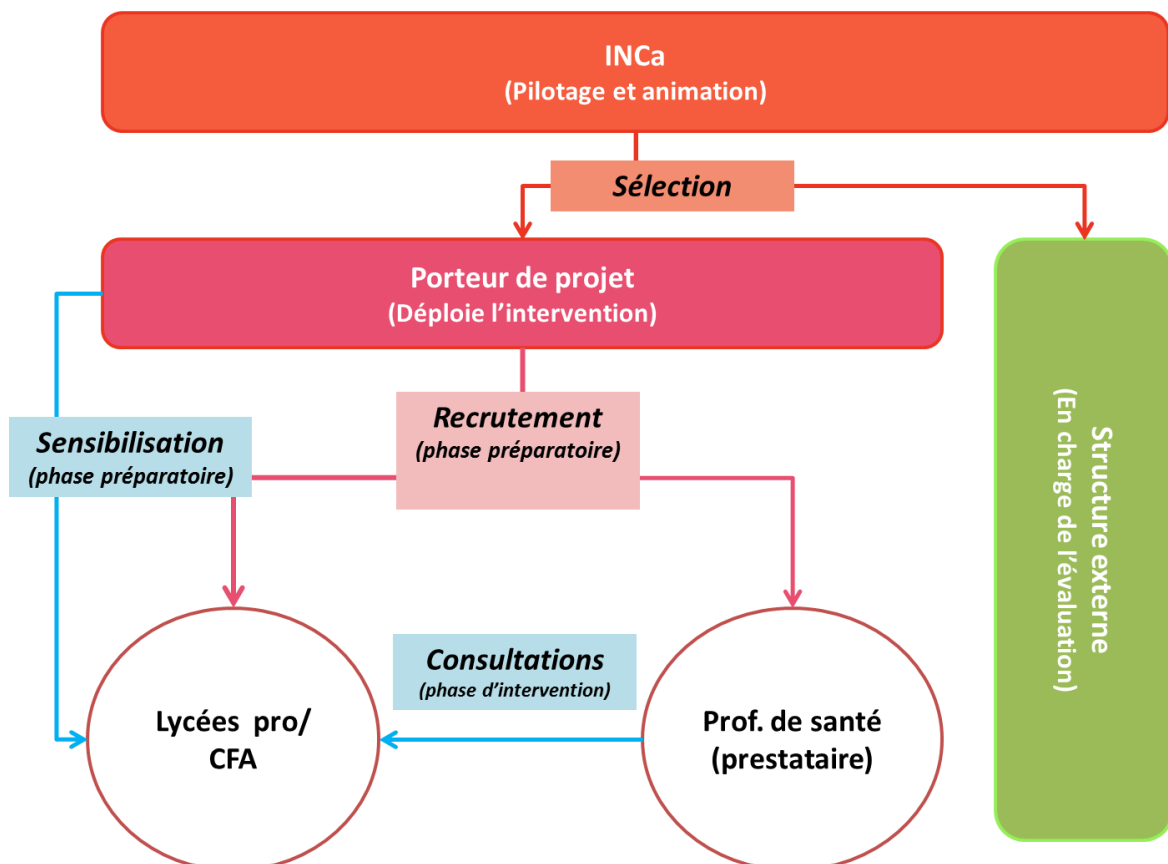 INCa
(Pilotage et animation)
Sélection
Porteur de projet
(Déploie l’intervention)
Recrutement
(phase préparatoire)
Sensibilisation
(phase préparatoire)
Structure externe
(En charge de l’évaluation)
Consultations
(phase d’intervention)
Lycées pro/
CFA
Prof. de santé
(prestataire)